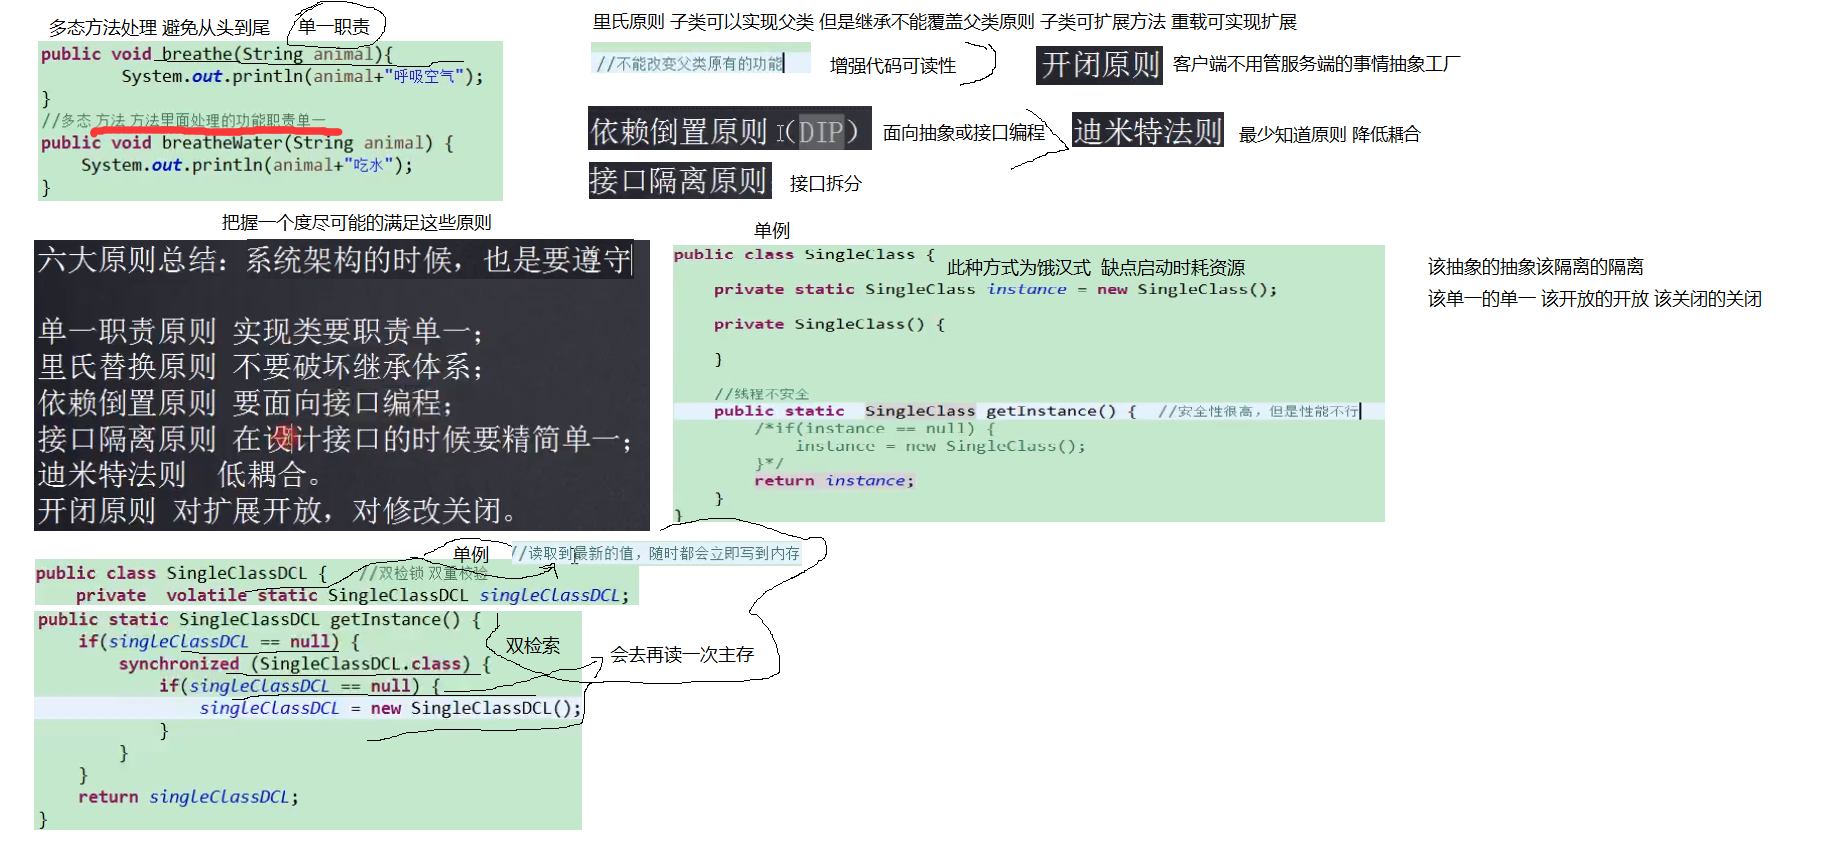 多态方法处理 避免从头到尾 单一职责
public void breathe(String animal){
System.out.println(animal+"呼吸空气");
}
//多态 方法 方法里面处理的功能职责单一
public void breatheWater(String animal) {
System.out.println(animal+"吃水");
}
里氏原则 子类可以实现父类 但是继承不能覆盖父类原则 子类可扩展方法 重载可实现扩展
//不能改变父类原有的功能
增强代码可读性
开闭原则 客户端不用管服务端的事情抽象工厂
依赖倒置原则（DIP） 面向抽象或接口编程
迪米特法则 最少知道原则 降低耦合
接口隔离原则 接口拆分
把握一个度尽可能的满足这些原则
六大原则总结：系统架构的时候，也是要遵守
单一职责原则 实现类要职责单一；
里氏替换原则 不要破坏继承体系；
依赖倒置原则 要面向接口编程；
接口隔离原则 在设计接口的时候要精简单一；
迪米特法则 低耦合。
开闭原则 对扩展开放，对修改关闭。
单例
public class SingleClass {
此种方式为饿汉式 缺点启动时耗资源
private static SingleClass instance = new SingleClass();
private SingleClass() {
}
//线程不安全
public static SingleClass getInstance() { //安全性很高，但是性能不行
/*if(instance == null) {
instance = new SingleClass();
}*/
return instance;
}
}
该抽象的抽象该隔离的隔离
该单一的单一 该开放的开放 该关闭的关闭
单例 //读取到最新的值，随时都会立即写到内存
public class SingleClassDCL { //双检锁 双重校验
private volatile static SingleClassDCL singleClassDCL;
public static SingleClassDCL getInstance() {
if(singleClassDCL == null) {
双检索
synchronized (SingleClassDCL.class) {
会去再读一次主存
if(singleClassDCL == null) {
singleClassDCL = new SingleClassDCL();
}
}
}
return singleClassDCL;
}